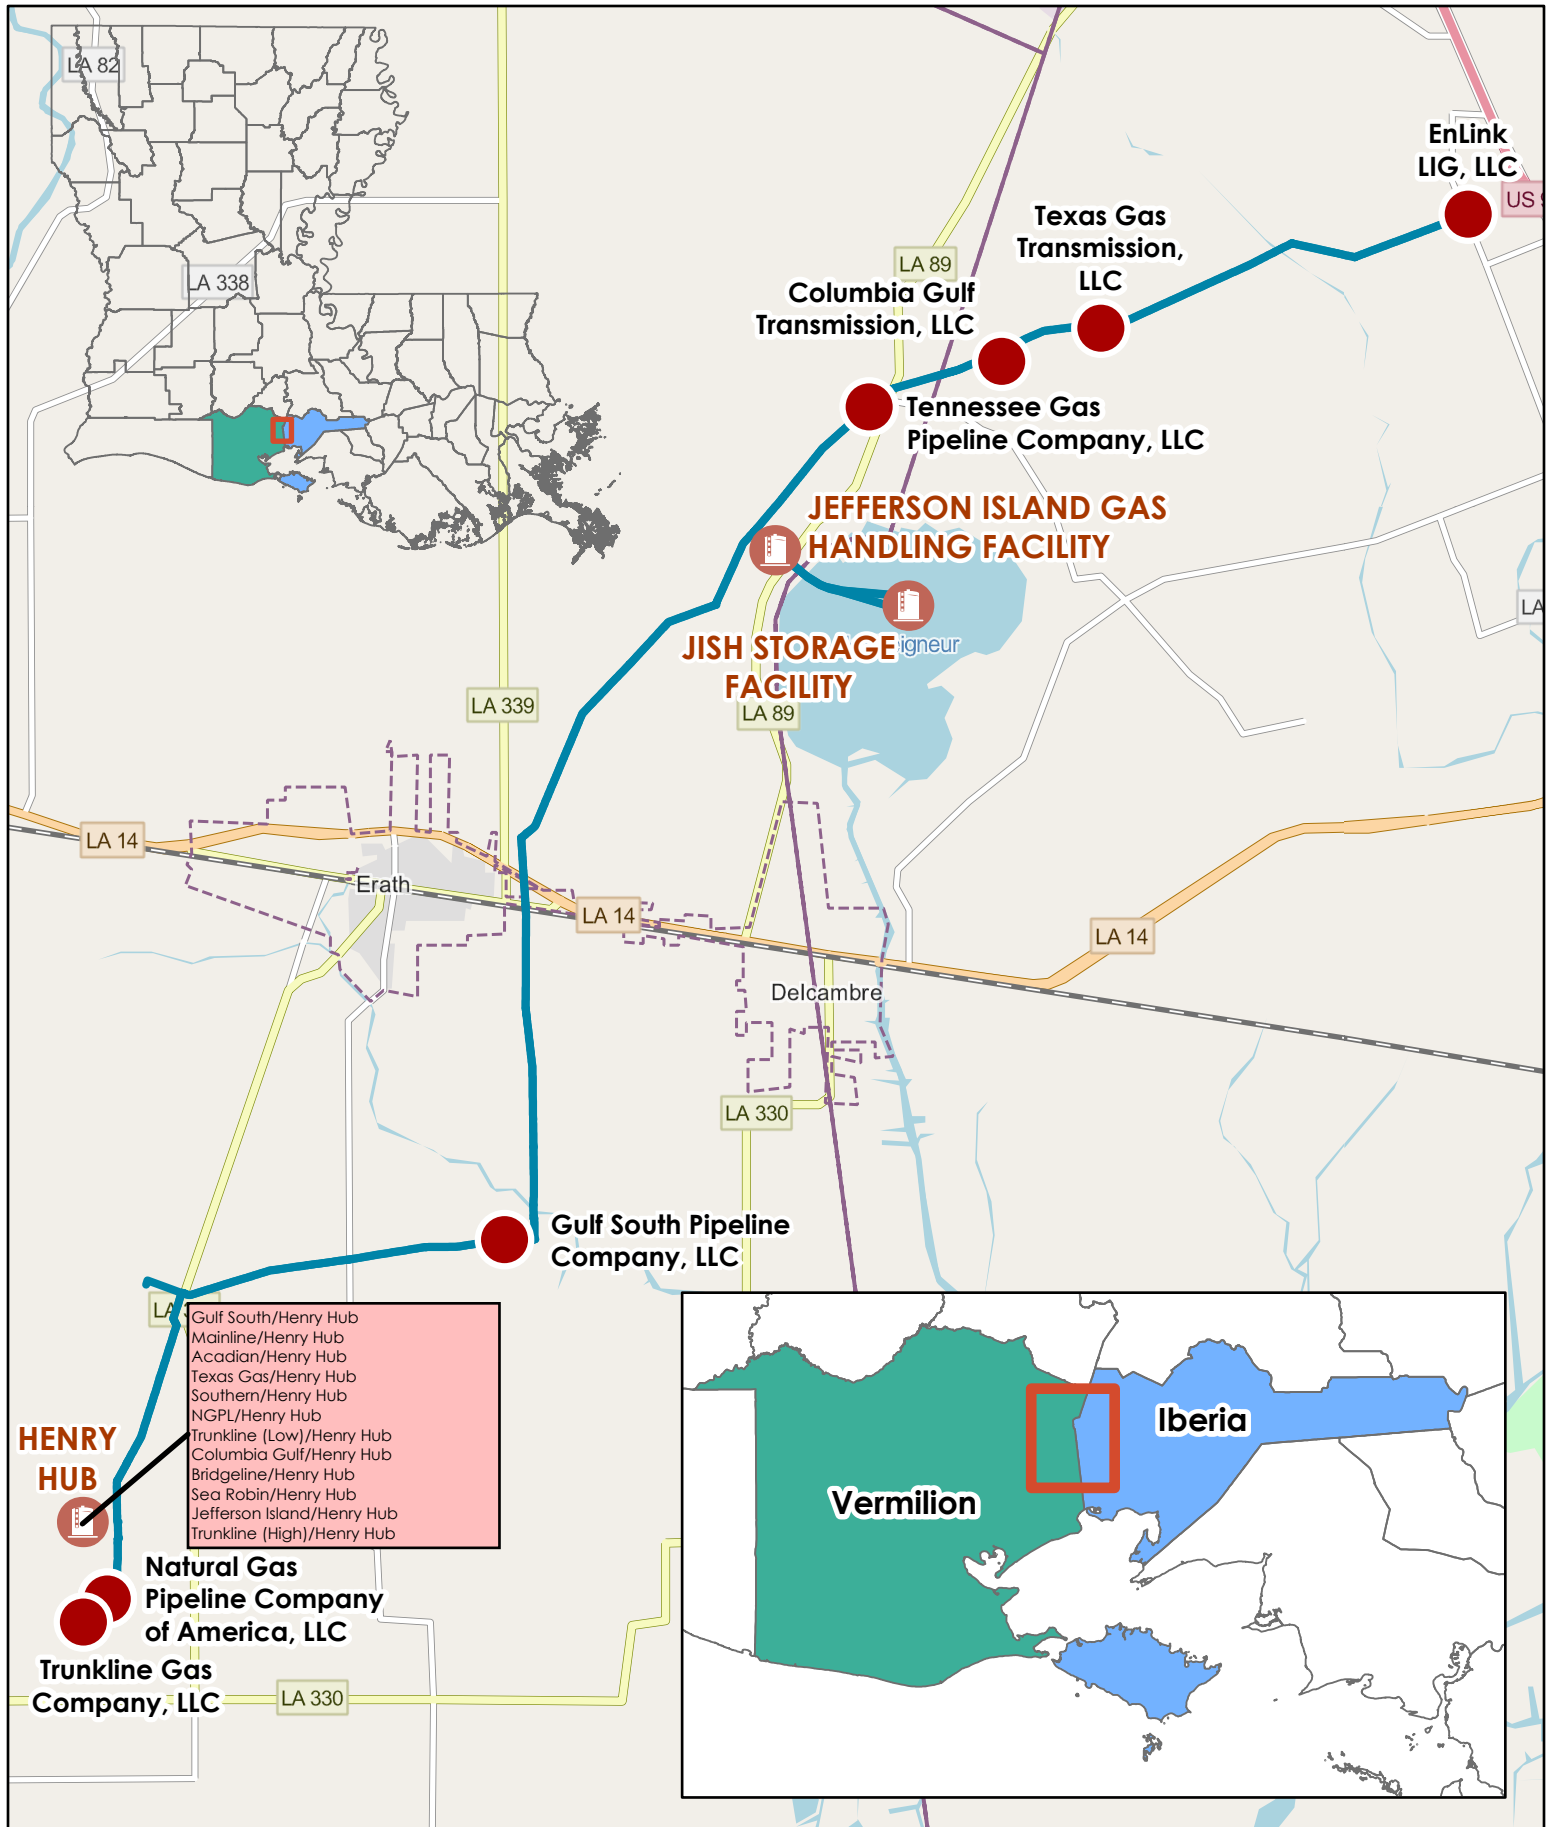 LA 82
EnLink
LIG, LLC
US
Texas Gas
Transmission,
LLC
LA 89
LA 338
Columbia Gulf
Transmission, LLC
Tennessee Gas
Pipeline Company, LLC
JEFFERSON ISLAND GAS
HANDLING FACILITY
LA
JISH STORAGE
FACILITY
eigneur
LA 339
LA 89
LA 14
Erath
LA 14
LA 14
Delcambre
LA 330
Gulf South Pipeline
Company, LLC
LA
Gulf South/Henry Hub
Mainline/Henry Hub
Acadian/Henry Hub
Texas Gas/Henry Hub
Southern/Henry Hub
NGPL/Henry Hub
Trunkline (Low)/Henry Hub
Columbia Gulf/Henry Hub
Bridgeline/Henry Hub
Sea Robin/Henry Hub
Jefferson Island/Henry Hub
Trunkline (High)/Henry Hub
HENRY
HUB
Iberia
Vermilion
Natural Gas
Pipeline Company
of America, LLC
Trunkline Gas
Company, LLC
LA 330